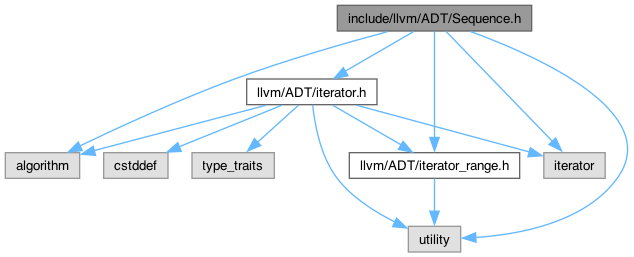 include/llvm/ADT/Sequence.h
llvm/ADT/iterator.h
algorithm
cstddef
type_traits
llvm/ADT/iterator_range.h
iterator
utility